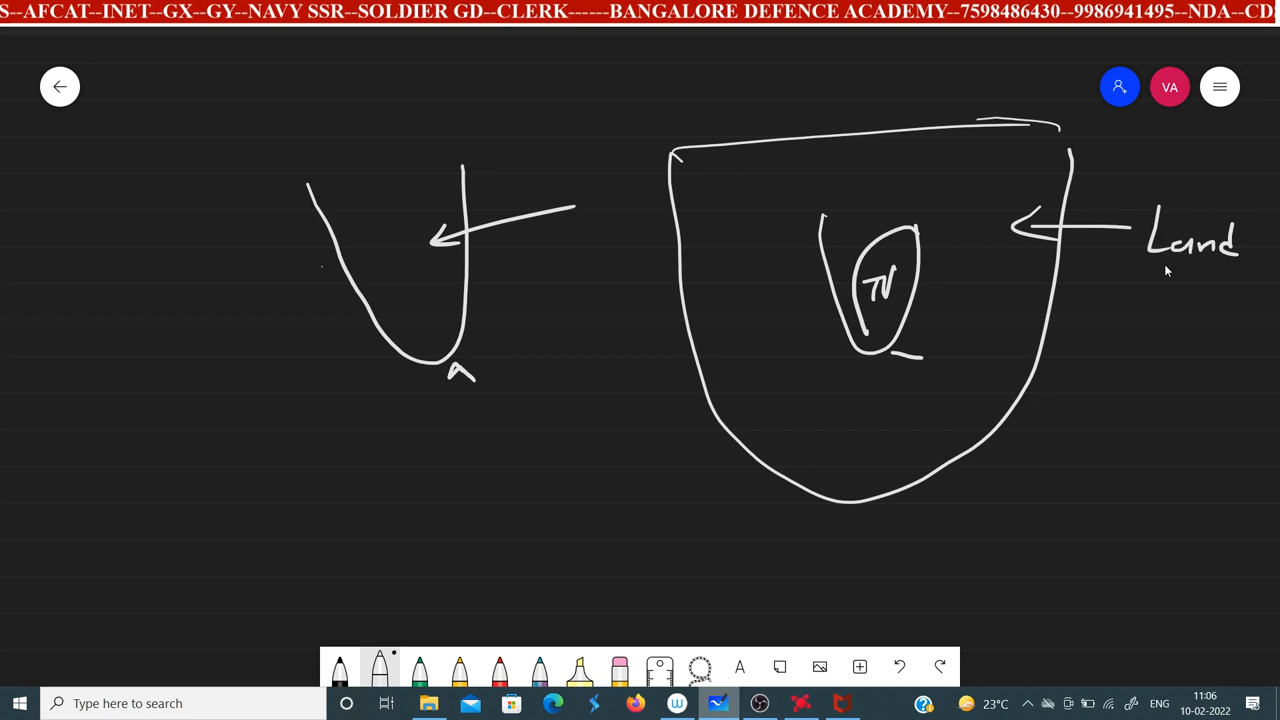 S--AFCAT--INET--GX--GY--NAVY SSR--SOLDIER GD--CLERK------BANGALORE DEFENCE ACADEMY--7598486430--9986941495--NDA--CD
VA
Land
TN
A
Type here to search
23°C
ENG
11:06
10-02-2022